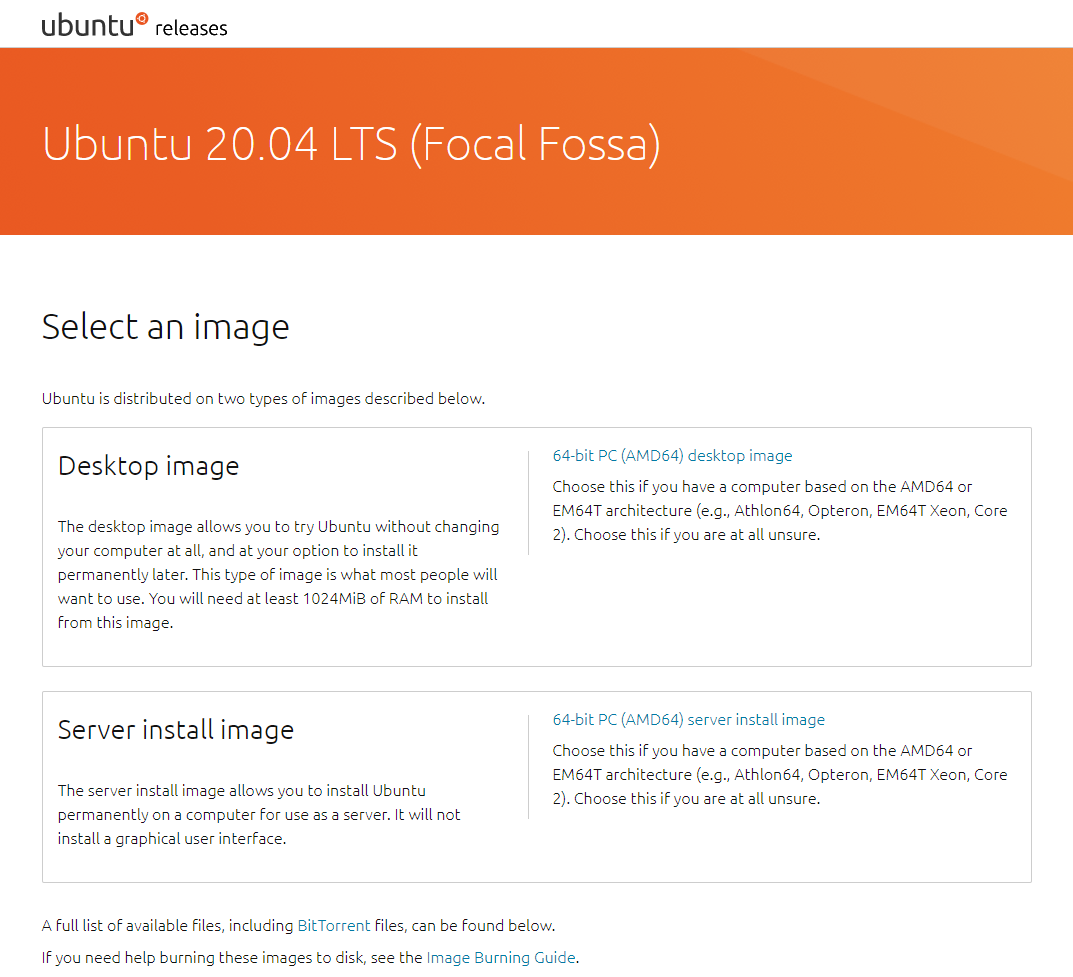 ubuntu releases
Ubuntu 20.04 LTS (Focal Fossa)
Select an image
Ubuntu is distributed on two types of images described below.
Desktop image
The desktop image allows you to try Ubuntu without changing
your computer at all, and at your option to install it
permanently later. This type of image is what most people will
want to use. You will need at least 1024MiB of RAM to install
from this image.
64-bit PC (AMD64) desktop image
Choose this if you have a computer based on the AMD64 or
EM64T architecture (e.g., Athlon64, Opteron, EM64T Xeon, Core
2). Choose this if you are at all unsure.
Server install image
The server install image allows you to install Ubuntu
permanently on a computer for use as a server. It will not
install a graphical user interface.
64-bit PC (AMD64) server install image
Choose this if you have a computer based on the AMD64 or
EM64T architecture (e.g., Athlon64, Opteron, EM64T Xeon, Core
2). Choose this if you are at all unsure.
A full list of available files, including BitTorrent files, can be found below.
If you need help burning these images to disk, see the Image Burning Guide.